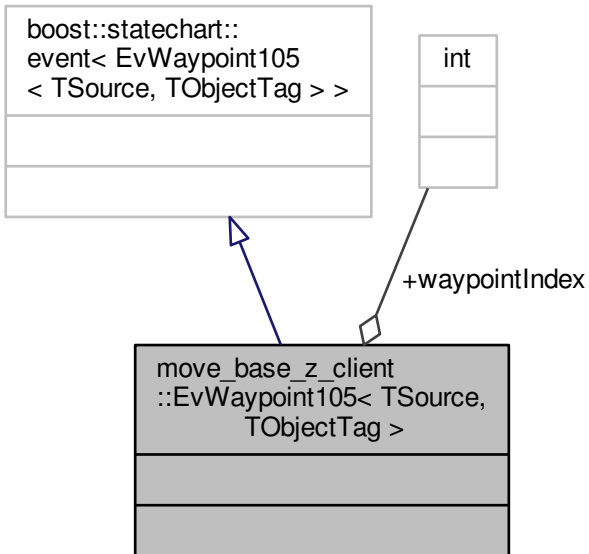 boost::statechart::
event< EvWaypoint105
< TSource, TObjectTag > >
int
+waypointIndex
move_base_z_client
::EvWaypoint105< TSource,
TObjectTag >